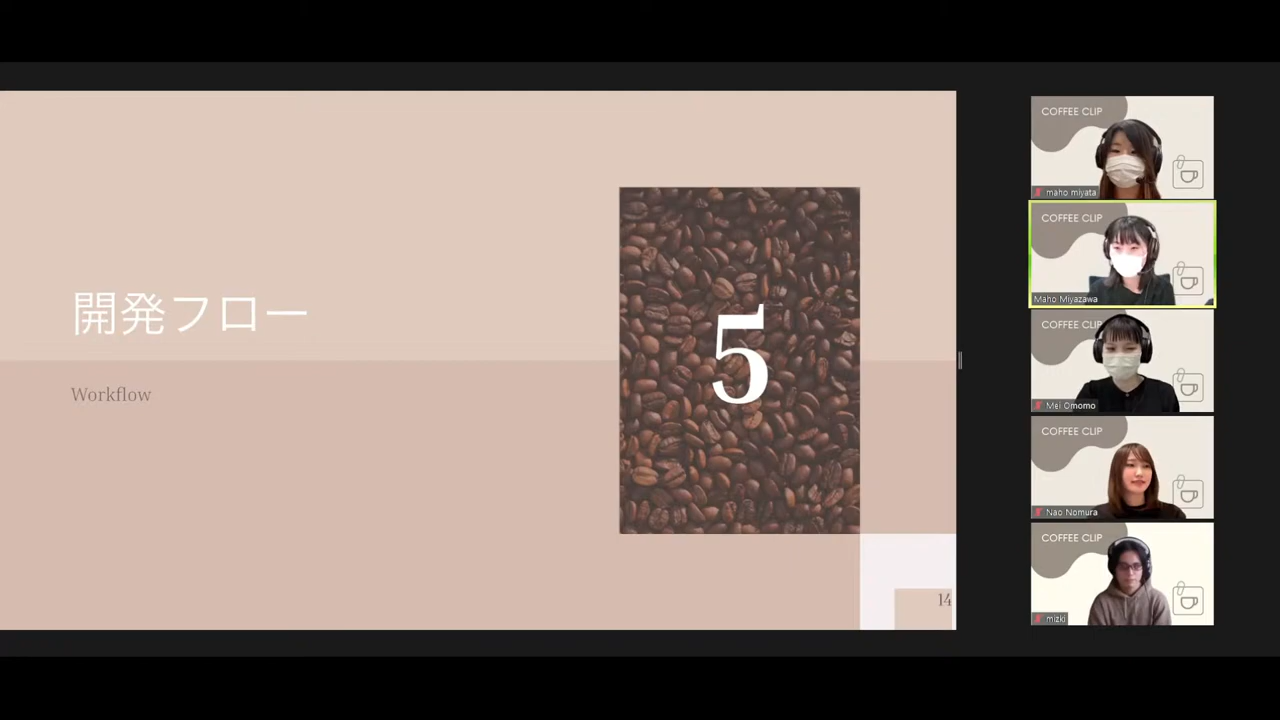 開発フロー
Workflow
5
14
COFFEE CLIP
maho miyata
COFFEE CLIP
Maho Miyazawa
COFFEE CLIP
Mei Omomo
COFFEE CLIP
Nao Nomura
COFFEE CLIP
mizki